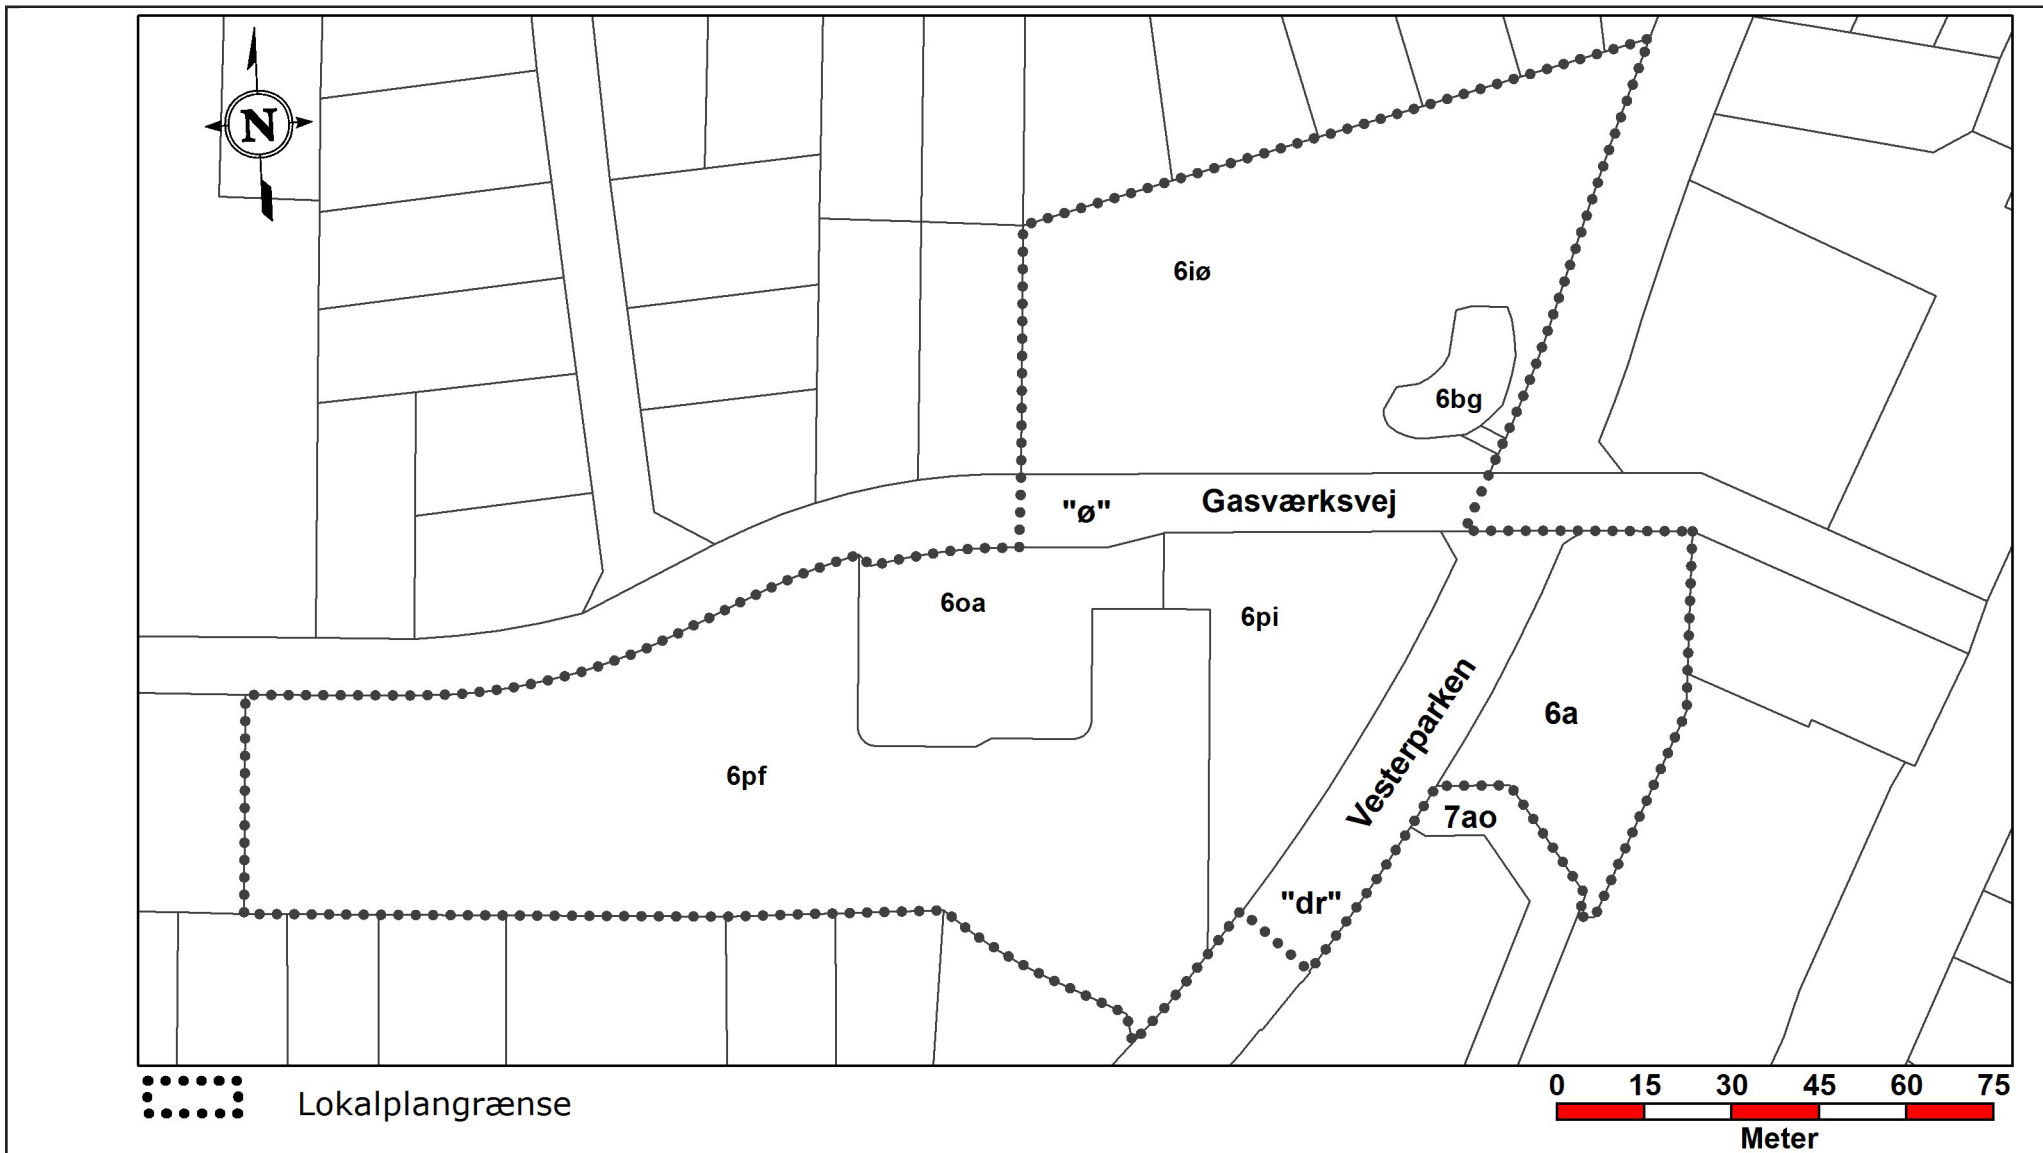 N
6iø
6bg
"ø"
Gasværksvej
6oa
6pi
Vesterparken
6a
6pf
7ao
"dr"
Lokalplangrænse
0 15 30 45 60 75
Meter